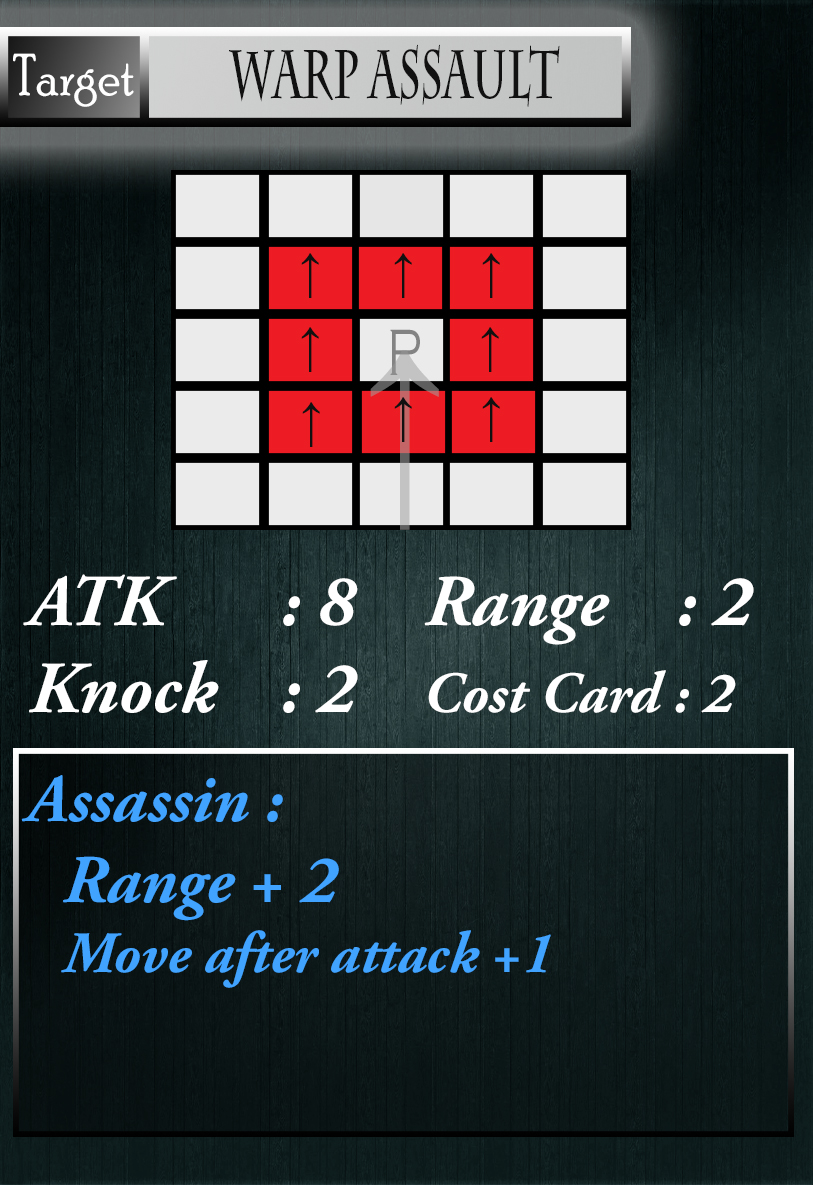 Target WARP ASSAULT
↑ ↑ ↑
↑ P ↑
↑ ↑ ↑
ATK : 8 Range : 2
Knock : 2 Cost Card : 2
Assassin :
Range + 2
Move after attack +1